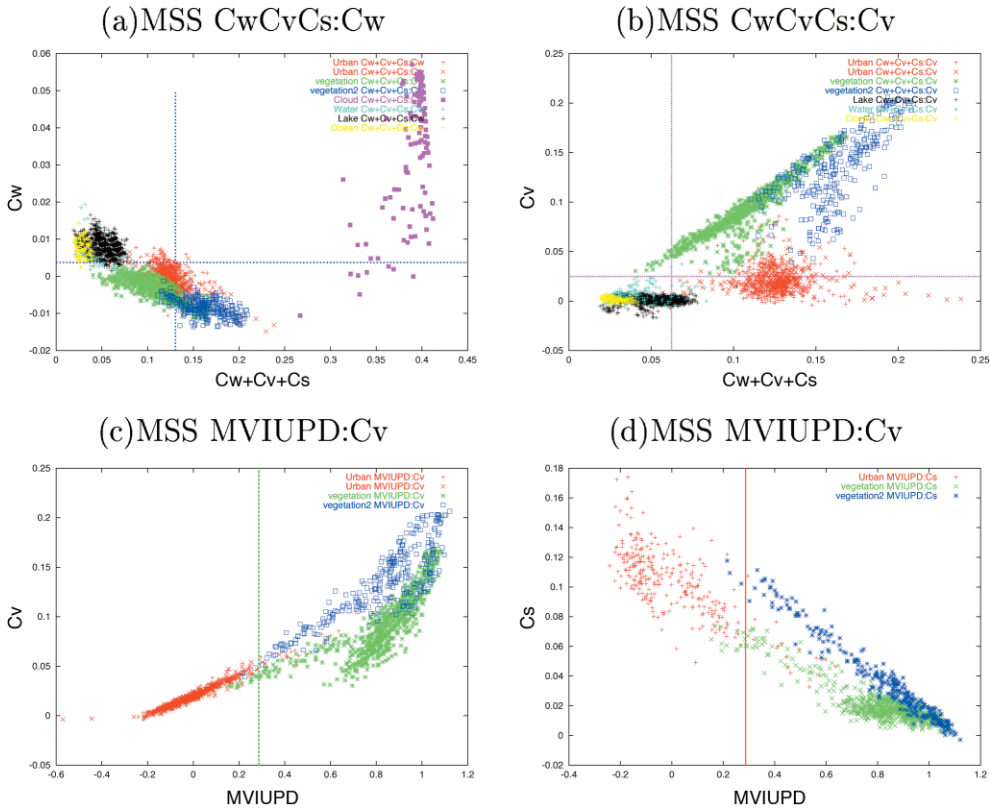 (a)MSS CwCvCs:Cw
0.06
0.05
0.04
0.03
0.02
0.01
0
-0.01
-0.02
Cw
Urban Cw+Cv+Cs:Cw
Urban Cw+Cv+Cs:Cw
vegetation Cw+Cv+Cs:Cw
vegetation2 Cw+Cv+Cs:Cw
Cloud Cw+Cv+Cs:
Water Cw+Cv+Cs:Cw
Lake Cw+Cv+Cs:Cw
Ocean Cw+Cv+Cs:Cw
0 0.05 0.1 0.15 0.2 0.25 0.3 0.35 0.4 0.45
Cw+Cv+Cs
(b)MSS CwCvCs:Cv
0.25
0.2
0.15
0.1
0.05
0
-0.05
Cv
Urban Cw+Cv+Cs:Cv
Urban Cw+Cv+Cs:Cv
vegetation Cw+Cv+Cs:Cv
vegetation2 Cw+Cv+Cs:Cv
Lake Cw+Cv+Cs:Cv
Water Cw+Cv+Cs:Cv
Ocean Cw+Cv+Cs:Cv
0 0.05 0.1 0.15 0.2 0.25
Cw+Cv+Cs
(c)MSS MVIUPD:Cv
0.25
0.2
0.15
0.1
0.05
0
-0.05
Cv
Urban MVIUPD:Cv
Urban MVIUPD:Cv
vegetation MVIUPD:Cv
vegetation2 MVIUPD:Cv
-0.6 -0.4 -0.2 0 0.2 0.4 0.6 0.8 1 1.2
MVIUPD
(d)MSS MVIUPD:Cv
0.18
0.16
0.14
0.12
0.1
0.08
0.06
0.04
0.02
0
-0.02
Cs
Urban MVIUPD:Cs
vegetation MVIUPD:Cs
vegetation2 MVIUPD:Cs
-0.4 -0.2 0 0.2 0.4 0.6 0.8 1 1.2
MVIUPD